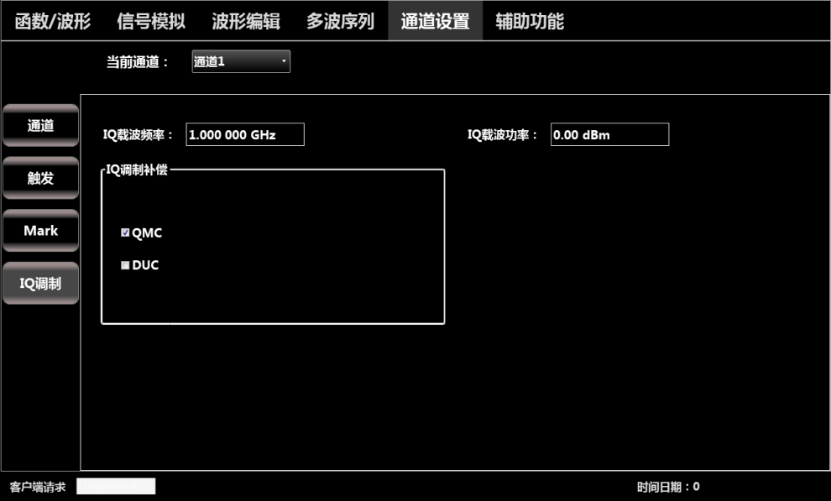 函数/波形 信号模拟 波形编辑 多波序列 通道设置 辅助功能
当前通道： 通道1
通道
IQ载波频率： 1.000 000 GHz IQ载波功率： 0.00 dBm
IQ调制补偿
触发
Mark
QMC
DUC
IQ调制
客户端请求 时间日期：0